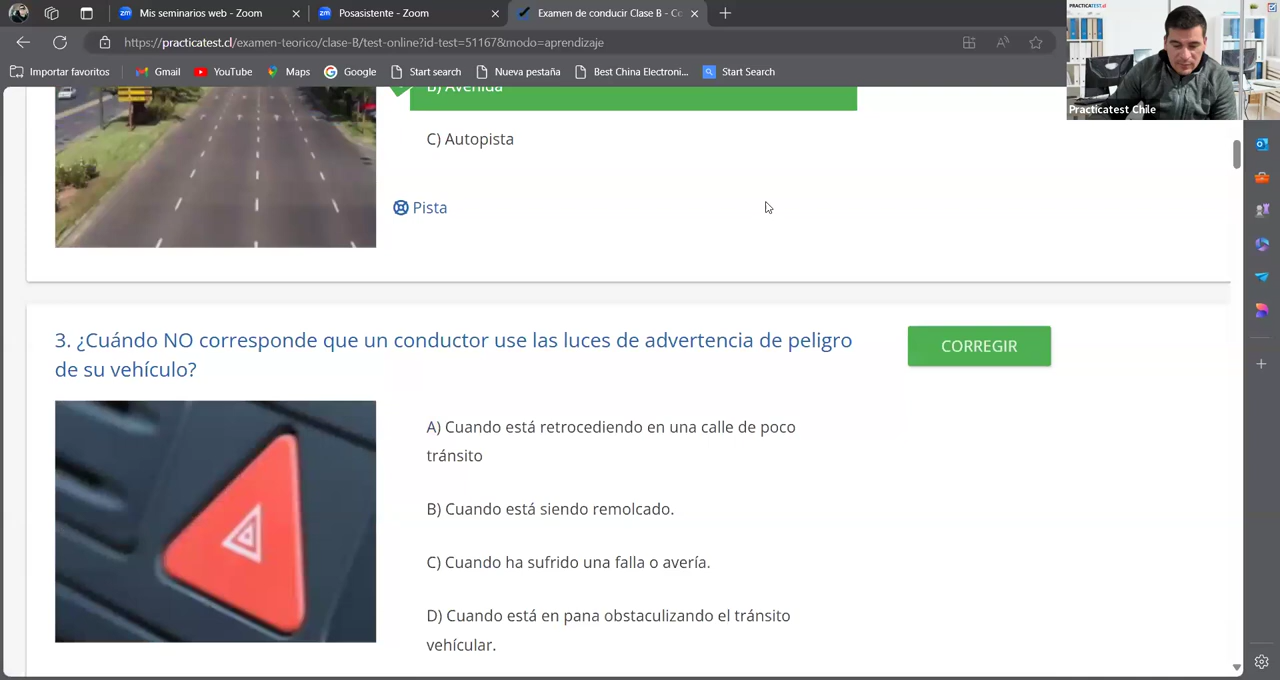 Mis seminarios web - Zoom
Posasistente - Zoom
Examen de conducir Clase B - Co
https://practicatest.cl/examen-teorico/clase-B/test-online?id-test=51167&modo=aprendizaje
Importar favoritos
Gmail
YouTube
Maps
Google
Start search
Nueva pestaña
Best China Electroni...
Start Search
PRACTICATEST.cl
Practicatest Chile
B) Avenida
C) Autopista
Pista
3. ¿Cuándo NO corresponde que un conductor use las luces de advertencia de peligro
de su vehículo?
CORREGIR
A) Cuando está retrocediendo en una calle de poco
tránsito
B) Cuando está siendo remolcado.
C) Cuando ha sufrido una falla o avería.
D) Cuando está en pana obstaculizando el tránsito
vehícular.